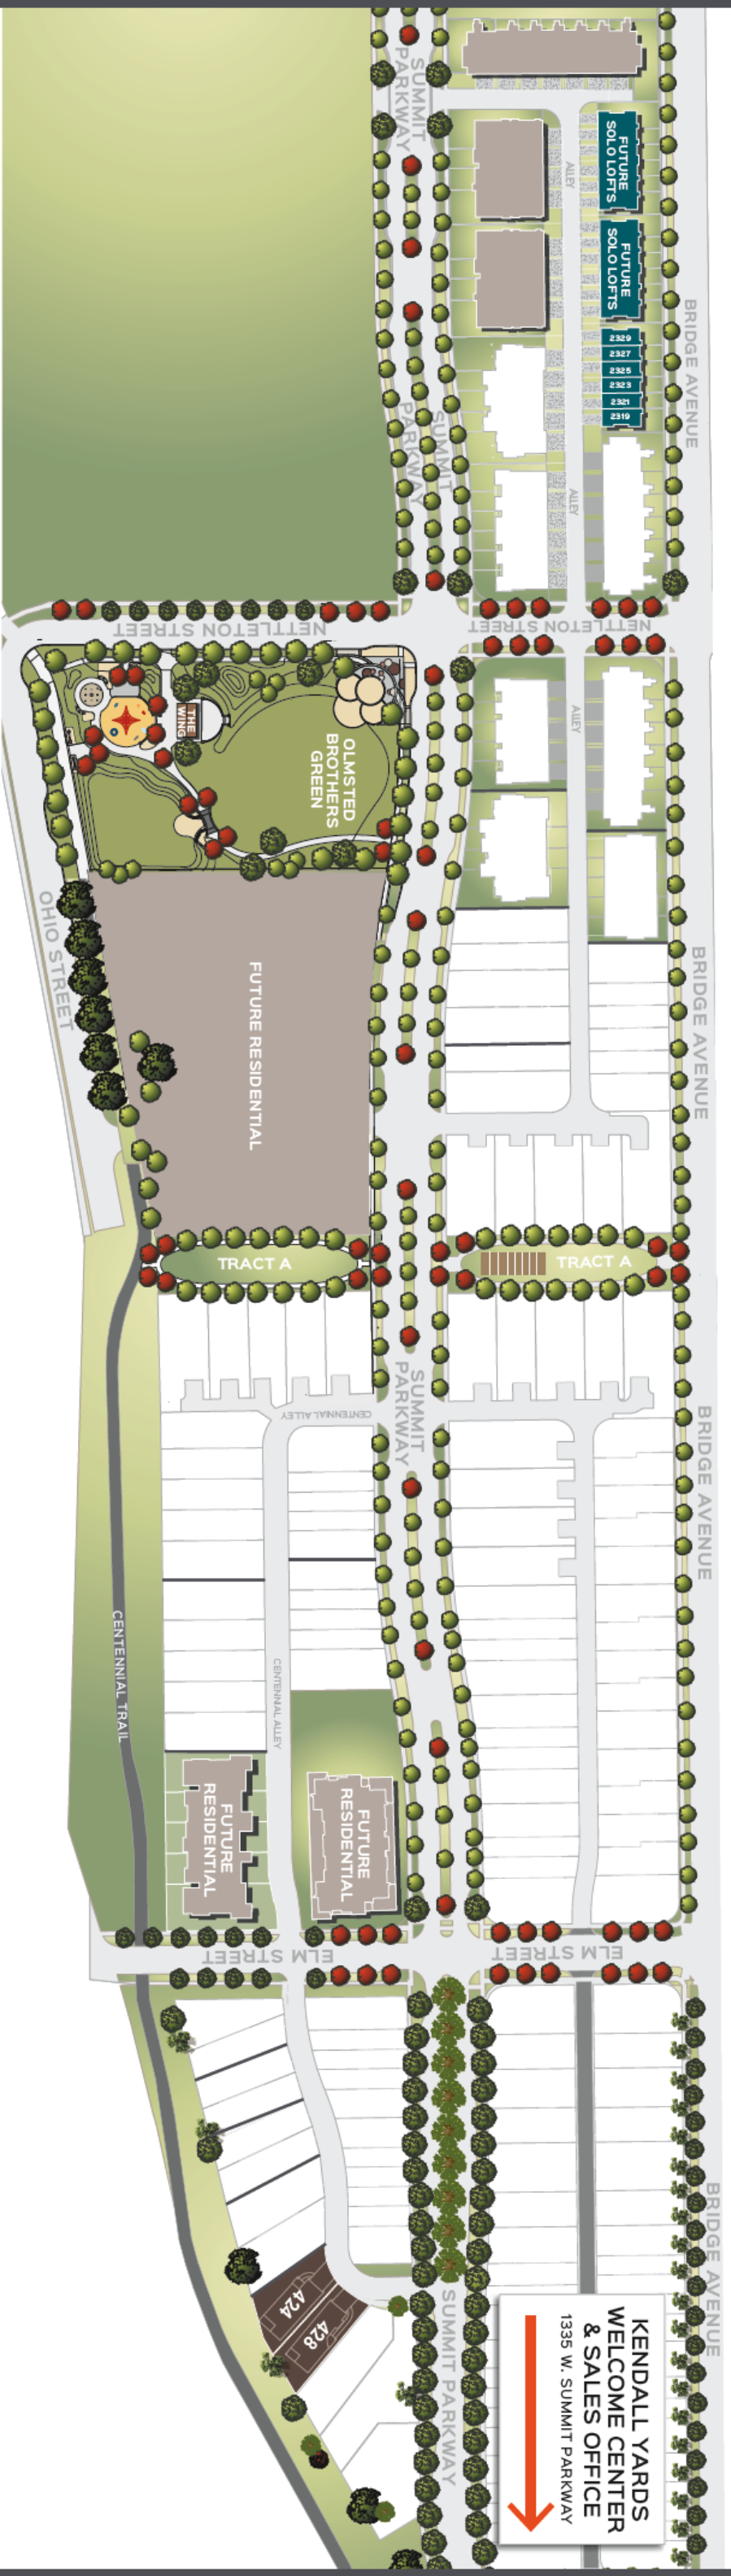 SUMMIT
PARKWAY
FUTURE
SOLO LOFTS
ALLEY
FUTURE
SOLO LOFTS
BRIDGE AVENUE
2329
2327
2325
2323
2321
2319
SUMMIT
PARKWAY
ALLEY
NETTLETON STREET
NETTLETON STREET
THE
WING
OLMSTED
BROTHERS
GREEN
ALLEY
OHIO STREET
FUTURE RESIDENTIAL
BRIDGE AVENUE
TRACT A
TRACT A
SUMMIT
PARKWAY
CENTENNIAL ALLEY
BRIDGE AVENUE
CENTENNIAL TRAIL
CENTENNIAL ALLEY
FUTURE
RESIDENTIAL
FUTURE
RESIDENTIAL
ELM STREET
ELM STREET
BRIDGE AVENUE
424
428
SUMMIT PARKWAY
KENDALL YARDS
WELCOME CENTER
& SALES OFFICE
1335 W. SUMMIT PARKWAY